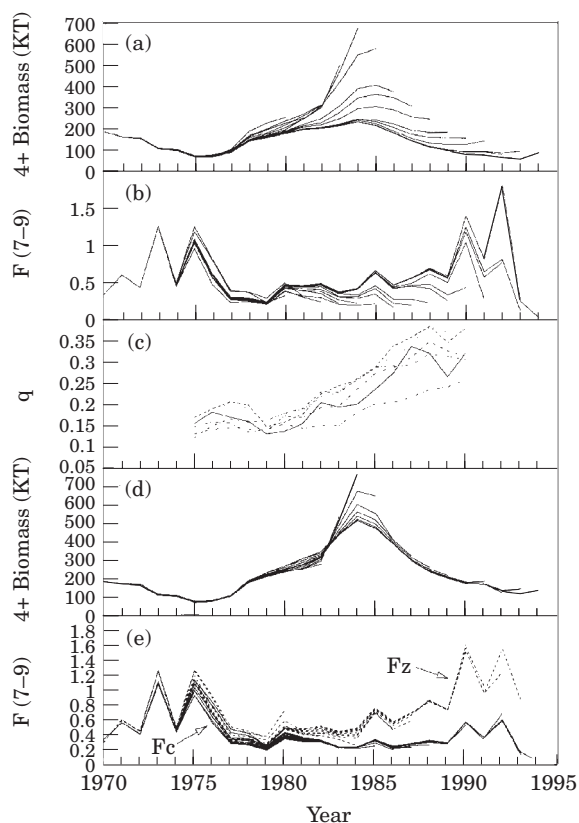 4+ Biomass (KT)
700
600
500
400
300
200
100
0
(a)
F (7–9)
1.5
1
0.5
0
(b)
q
0.35
0.3
0.25
0.2
0.15
0.1
0.05
(c)
4+ Biomass (KT)
700
600
500
400
300
200
100
0
(d)
F (7–9)
1.8
1.6
1.4
1.2
1
0.8
0.6
0.4
0.2
0
(e)
Fz
Fc
1970 1975 1980 1985 1990 1995
Year